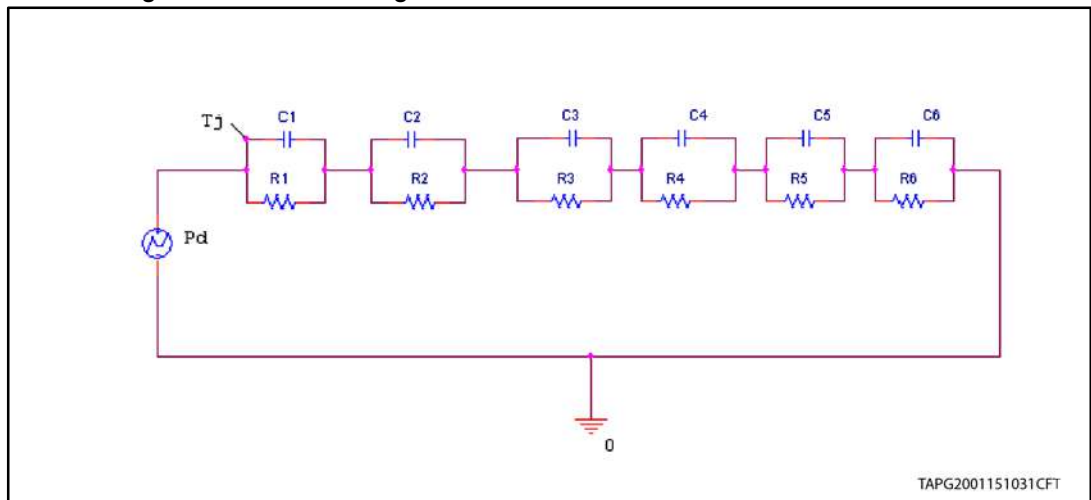 Tj
C1
C2
C3
C4
C5
C6
R1
R2
R3
R4
R5
R6
Pd
0
TAPG2001151031CFT